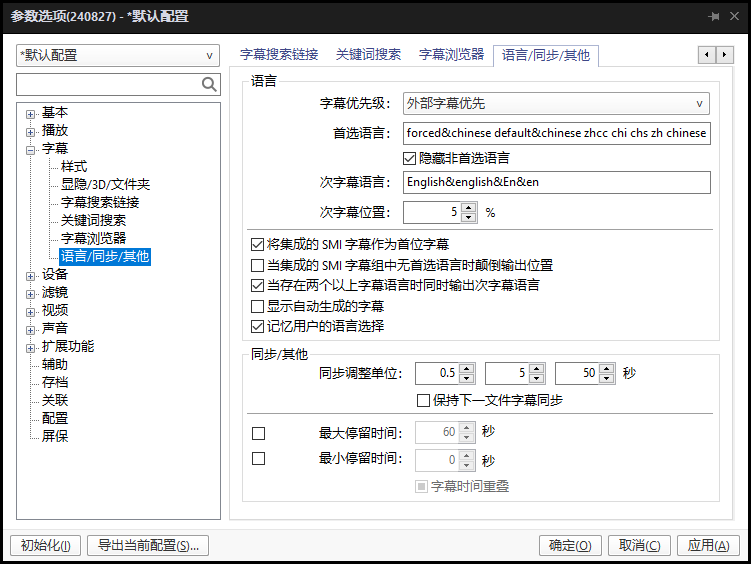 参数选项(240827) - *默认配置
*默认配置
字幕搜索链接 关键词搜索 字幕浏览器 语言/同步/其他
基本
播放
字幕
样式
显隐/3D/文件夹
字幕搜索链接
关键词搜索
字幕浏览器
语言/同步/其他
设备
滤镜
视频
声音
扩展功能
辅助
存档
关联
配置
屏保
语言
字幕优先级: 外部字幕优先
首选语言: forced&chinese default&chinese zhcc chi chs zh chinese
隐藏非首选语言
次字幕语言: English&english&En&en
次字幕位置: 5 %
将集成的 SMI 字幕作为首位字幕
当集成的 SMI 字幕组中无首选语言时颠倒输出位置
当存在两个以上字幕语言时同时输出次字幕语言
显示自动生成的字幕
记忆用户的语言选择
同步/其他
同步调整单位: 0.5 5 50 秒
保持下一文件字幕同步
最大停留时间: 60 秒
最小停留时间: 0 秒
字幕时间重叠
初始化(I) 导出当前配置(S)... 确定(O) 取消(C) 应用(A)